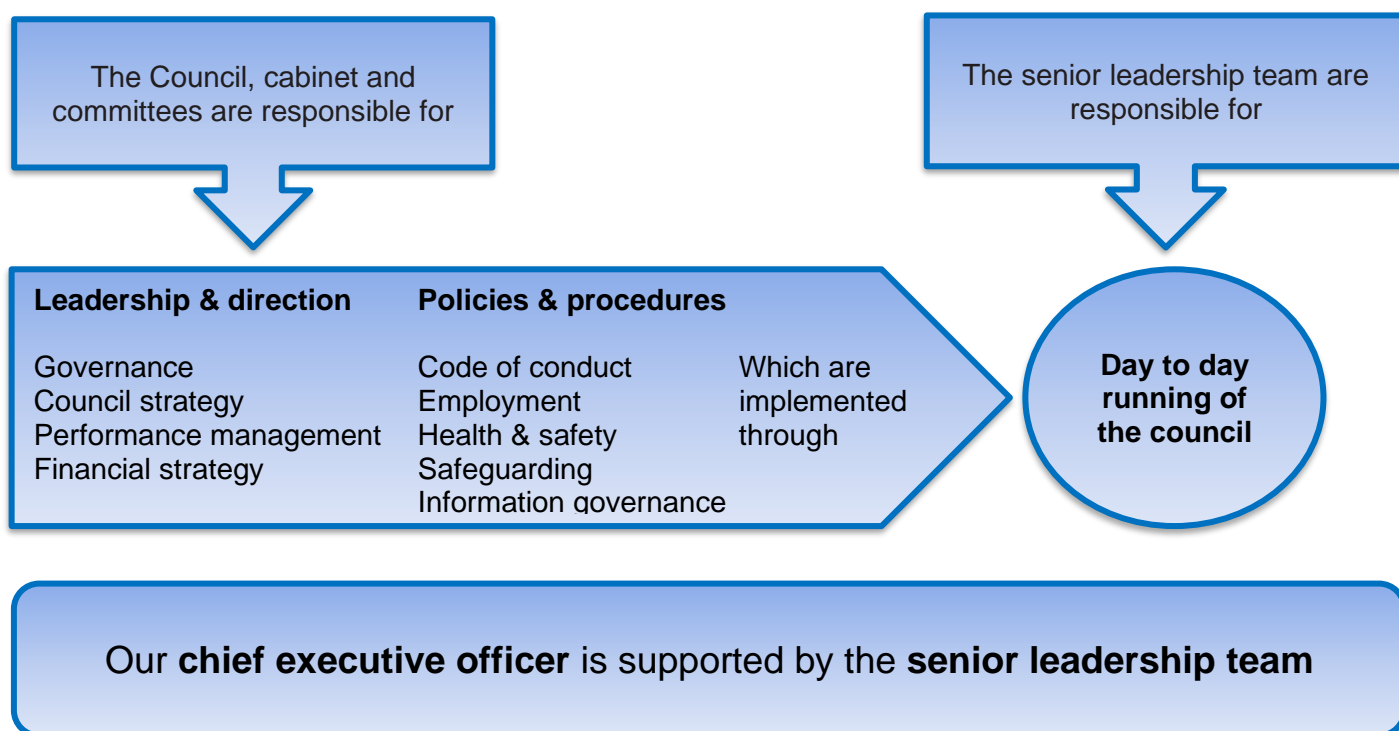 The Council, cabinet and
committees are responsible for
The senior leadership team are
responsible for
Leadership & direction
Governance
Council strategy
Performance management
Financial strategy
Policies & procedures
Code of conduct
Employment
Health & safety
Safeguarding
Information governance
Which are
implemented
through
Day to day
running of
the council
Our chief executive officer is supported by the senior leadership team